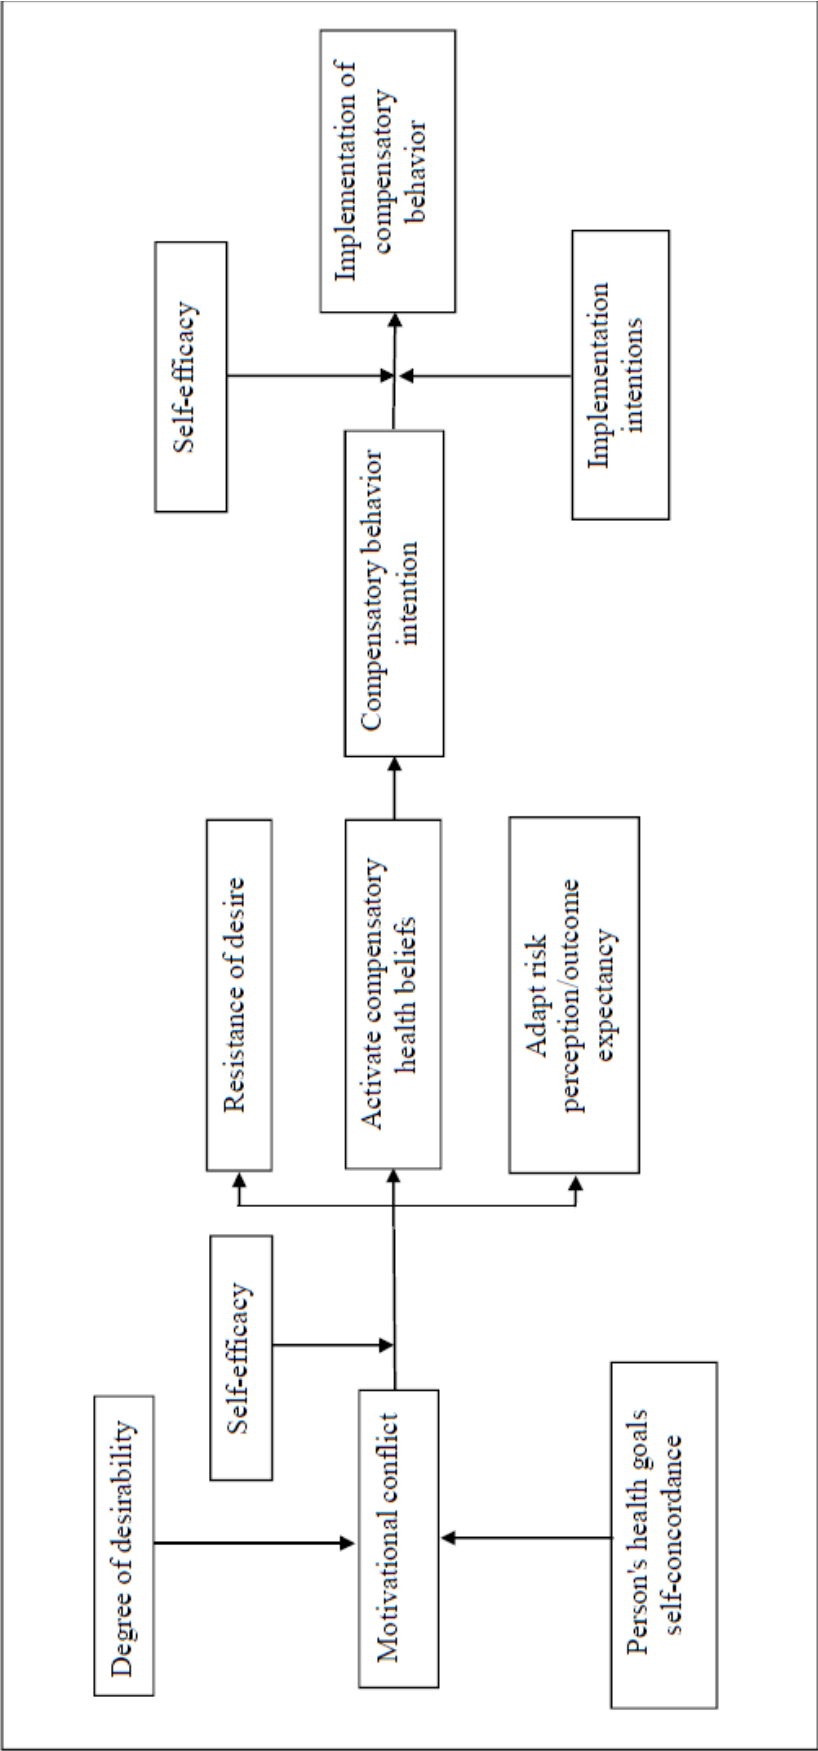 Degree of desirability
Motivational conflict
Person's health goals
self-concordance
Self-efficacy
Resistance of desire
Activate compensatory
health beliefs
Adapt risk
perception/outcome
expectancy
Compensatory behavior
intention
Self-efficacy
Implementation
intentions
Implementation of
compensatory
behavior